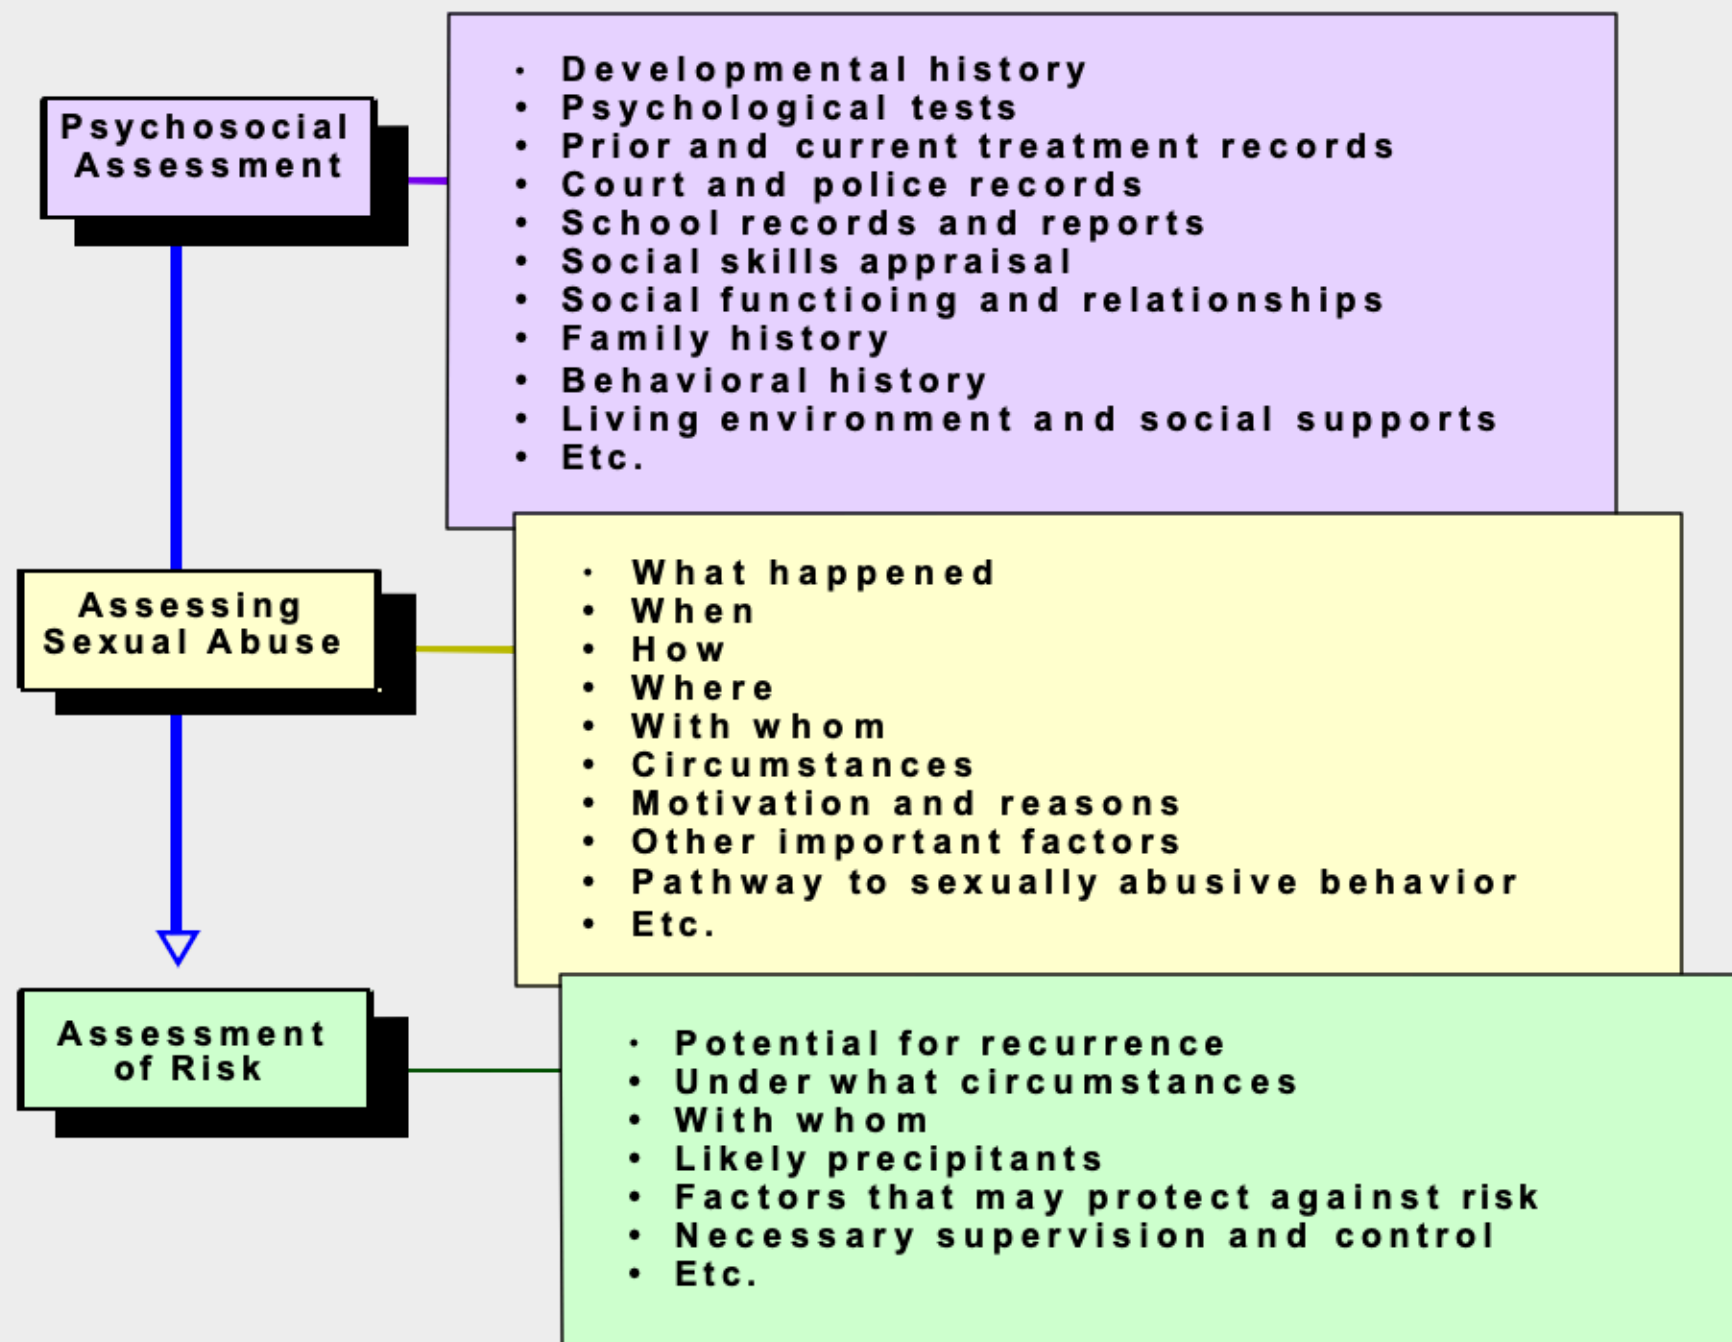 Psychosocial
Assessment
• Developmental history
• Psychological tests
• Prior and current treatment records
• Court and police records
• School records and reports
• Social skills appraisal
• Social functioing and relationships
• Family history
• Behavioral history
• Living environment and social supports
• Etc.
Assessing
Sexual Abuse
• What happened
• When
• How
• Where
• With whom
• Circumstances
• Motivation and reasons
• Other important factors
• Pathway to sexually abusive behavior
• Etc.
Assessment
of Risk
• Potential for recurrence
• Under what circumstances
• With whom
• Likely precipitants
• Factors that may protect against risk
• Necessary supervision and control
• Etc.